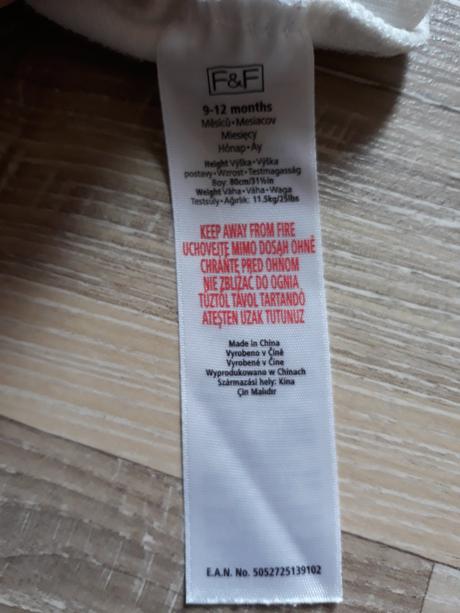 F&F
9-12 months
Měsíců•Mesiacov
Miesięcy
Hónap•Ay
Height Výška•Výška
postavy•Wzrost•Testmagasság
Boy: 80cm/31½in
Weight Váha•Váha•Waga
Testsúly•Ağırlık: 11.5kg/25lbs
KEEP AWAY FROM FIRE
UCHOVEJTE MIMO DOSAH OHNĚ
CHRÁŇTE PRED OHŇOM
NIE ZBLIŻAĆ DO OGNIA
TŰZTŐL TÁVOL TARTANDÓ
ATEŞTEN UZAK TUTUNUZ
Made in China
Vyrobeno v Číně
Vyrobené v Číne
Wyprodukowano w Chinach
Származási hely: Kína
Çin Malıdır
E.A.N. No. 5052725139102